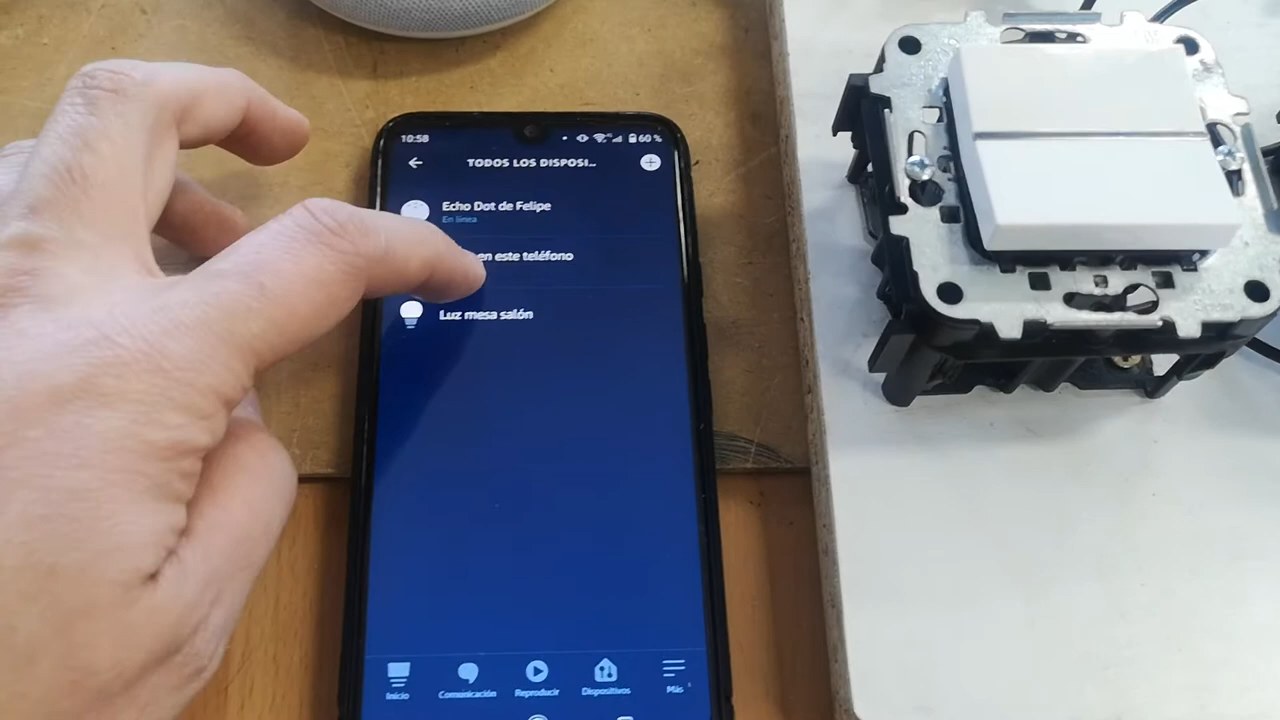 10:58
60 %
TODOS LOS DISPOSI...
Echo Dot de Felipe
En línea
en este teléfono
Luz mesa salón
Inicio
Comunicación
Reproducir
Dispositivos
Más